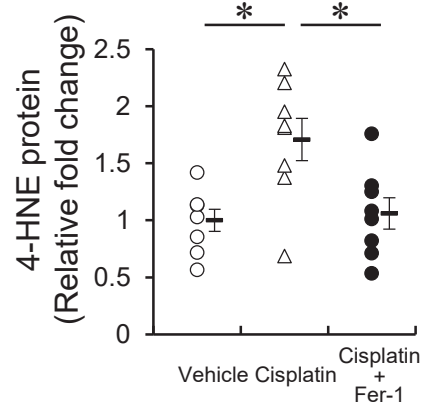 * *
4-HNE protein
(Relative fold change)
2.5
2
1.5
1
0.5
0
Vehicle Cisplatin Cisplatin
+
Fer-1